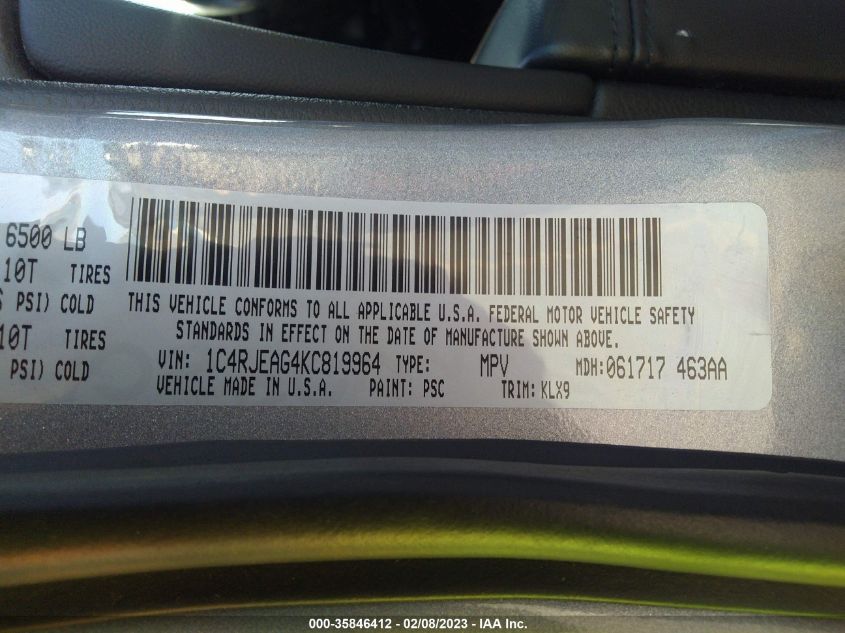 6500 LB
10T TIRES
PSI) COLD
10T TIRES
PSI) COLD
THIS VEHICLE CONFORMS TO ALL APPLICABLE U.S.A. FEDERAL MOTOR VEHICLE SAFETY
STANDARDS IN EFFECT ON THE DATE OF MANUFACTURE SHOWN ABOVE.
VIN: 1C4RJEAG4KC819964 TYPE: MPV MDH:061717 463AA
VEHICLE MADE IN U.S.A. PAINT: PSC TRIM: KLX9
000-35846412 - 02/08/2023 - IAA Inc.